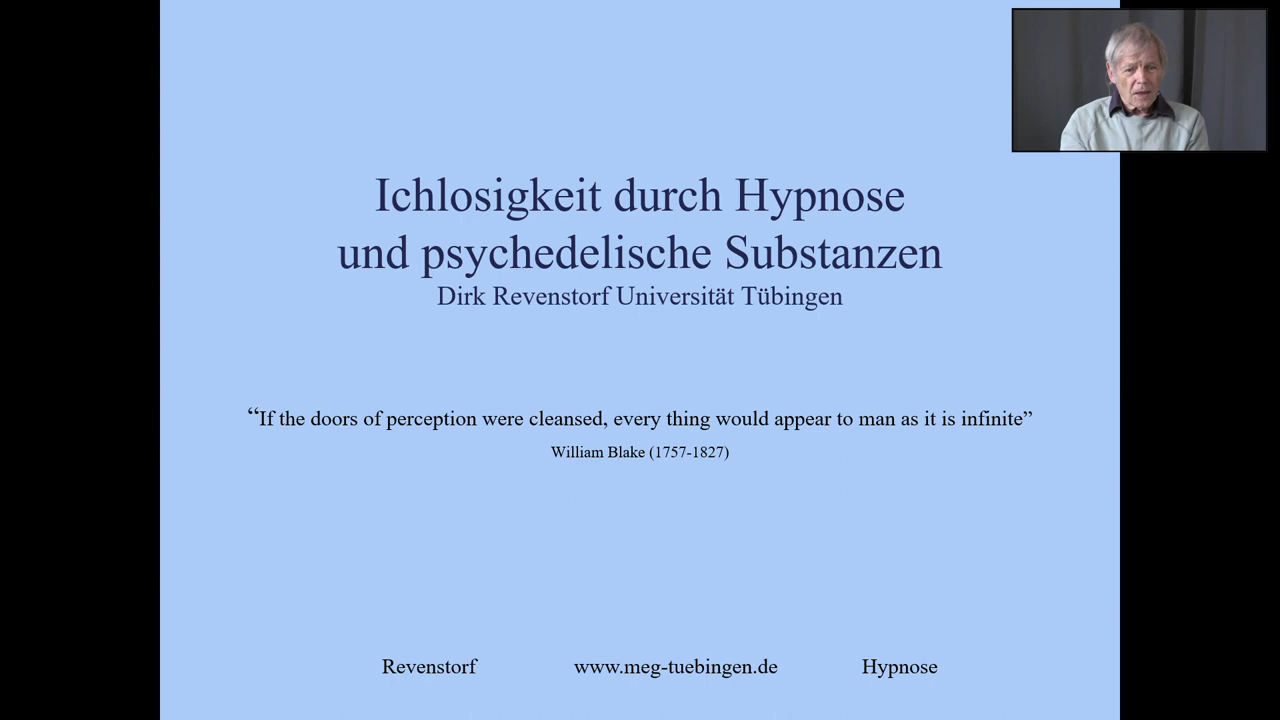 Ichlosigkeit durch Hypnose
und psychedelische Substanzen
Dirk Revenstorf Universität Tübingen
“If the doors of perception were cleansed, every thing would appear to man as it is infinite”
William Blake (1757-1827)
Revenstorf www.meg-tuebingen.de Hypnose